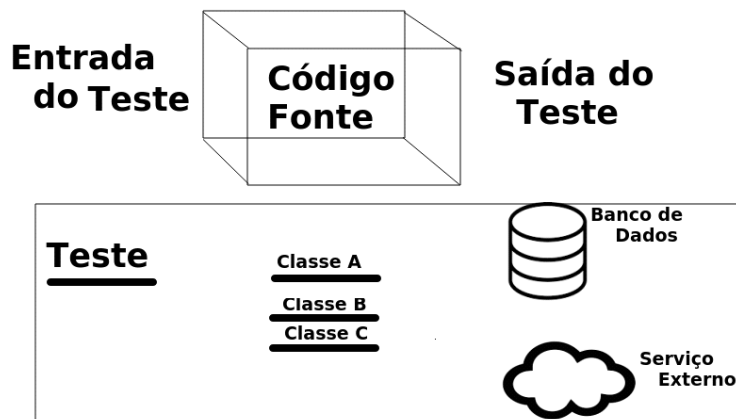 Entrada
do Teste
Código
Fonte
Saída do
Teste
Teste
Classe A
Classe B
Classe C
Banco de
Dados
Serviço
Externo